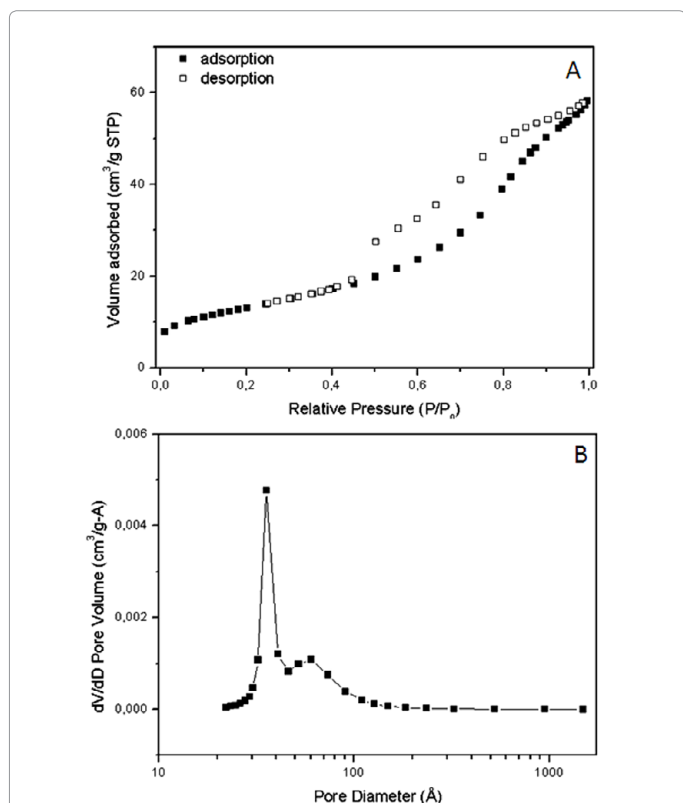 adsorption
desorption
A
60
40
20
0
Volume adsorbed (cm³/g STP)
0,0 0,2 0,4 0,6 0,8 1,0
Relative Pressure (P/P₀)
B
0,006
0,004
0,002
0,000
dV/dD Pore Volume (cm³/g-A)
10 100 1000
Pore Diameter (Å)